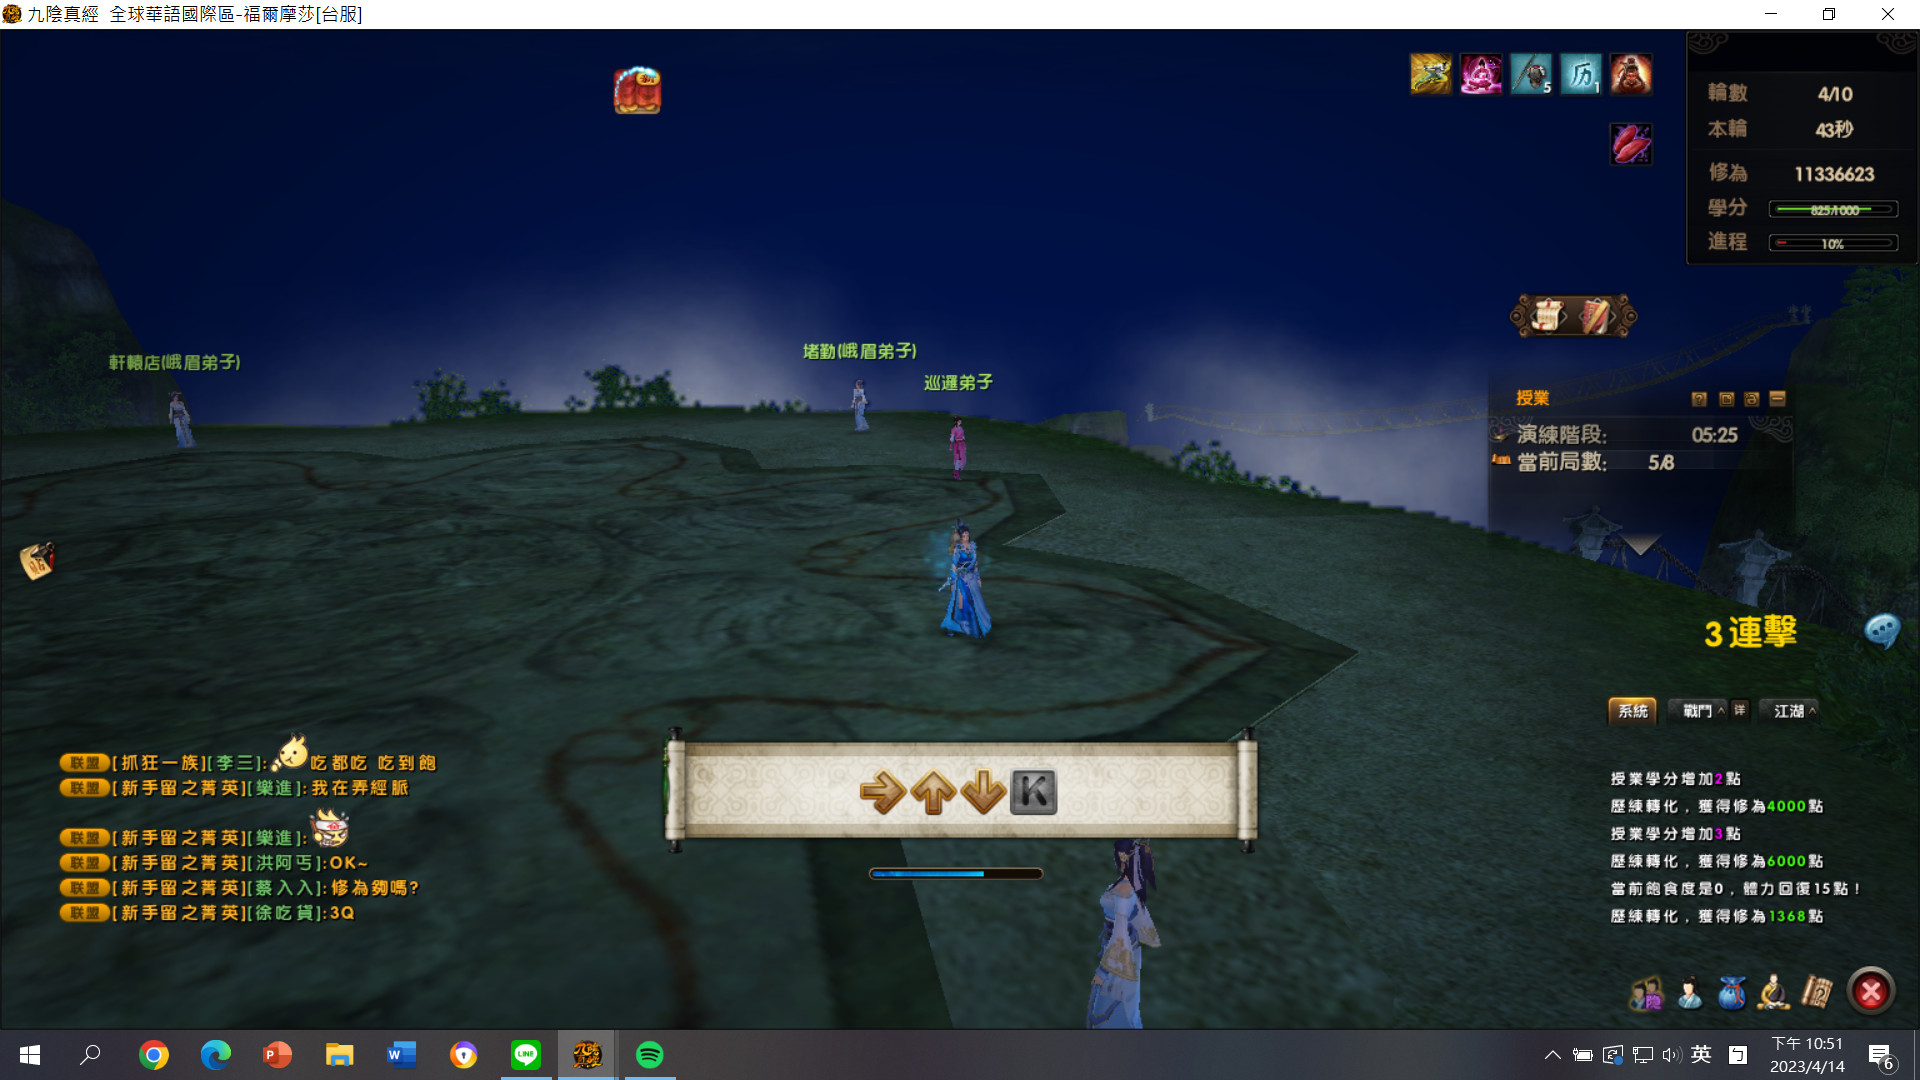 九陰真經 全球華語國際區-福爾摩莎[台服]
5
1
輪數 4/10
本輪 43秒
修為 11336623
學分 825/1000
進程 10%
軒轅店(峨眉弟子)
堵勤(峨眉弟子)
巡邏弟子
授業
演練階段: 05:25
當前局數: 5/8
3連擊
系統 戰鬥 详 江湖
K
联盟 [抓狂一族][李三]: 吃都吃 吃到飽
联盟 [新手留之菁英][樂進]:我在弄經脈
联盟 [新手留之菁英][樂進]:
联盟 [新手留之菁英][洪阿丐]:OK~
联盟 [新手留之菁英][蔡入入]:修為夠嗎?
联盟 [新手留之菁英][徐吃貨]:3Q
授業學分增加2點
歷練轉化，獲得修為4000點
授業學分增加3點
歷練轉化，獲得修為6000點
當前飽食度是0，體力回復15點！
歷練轉化，獲得修為1368點
英
下午 10:51
2023/4/14
6